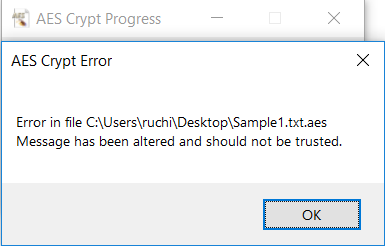 AES Crypt Progress
AES Crypt Error
Error in file C:\Users\ruchi\Desktop\Sample1.txt.aes
Message has been altered and should not be trusted.
OK